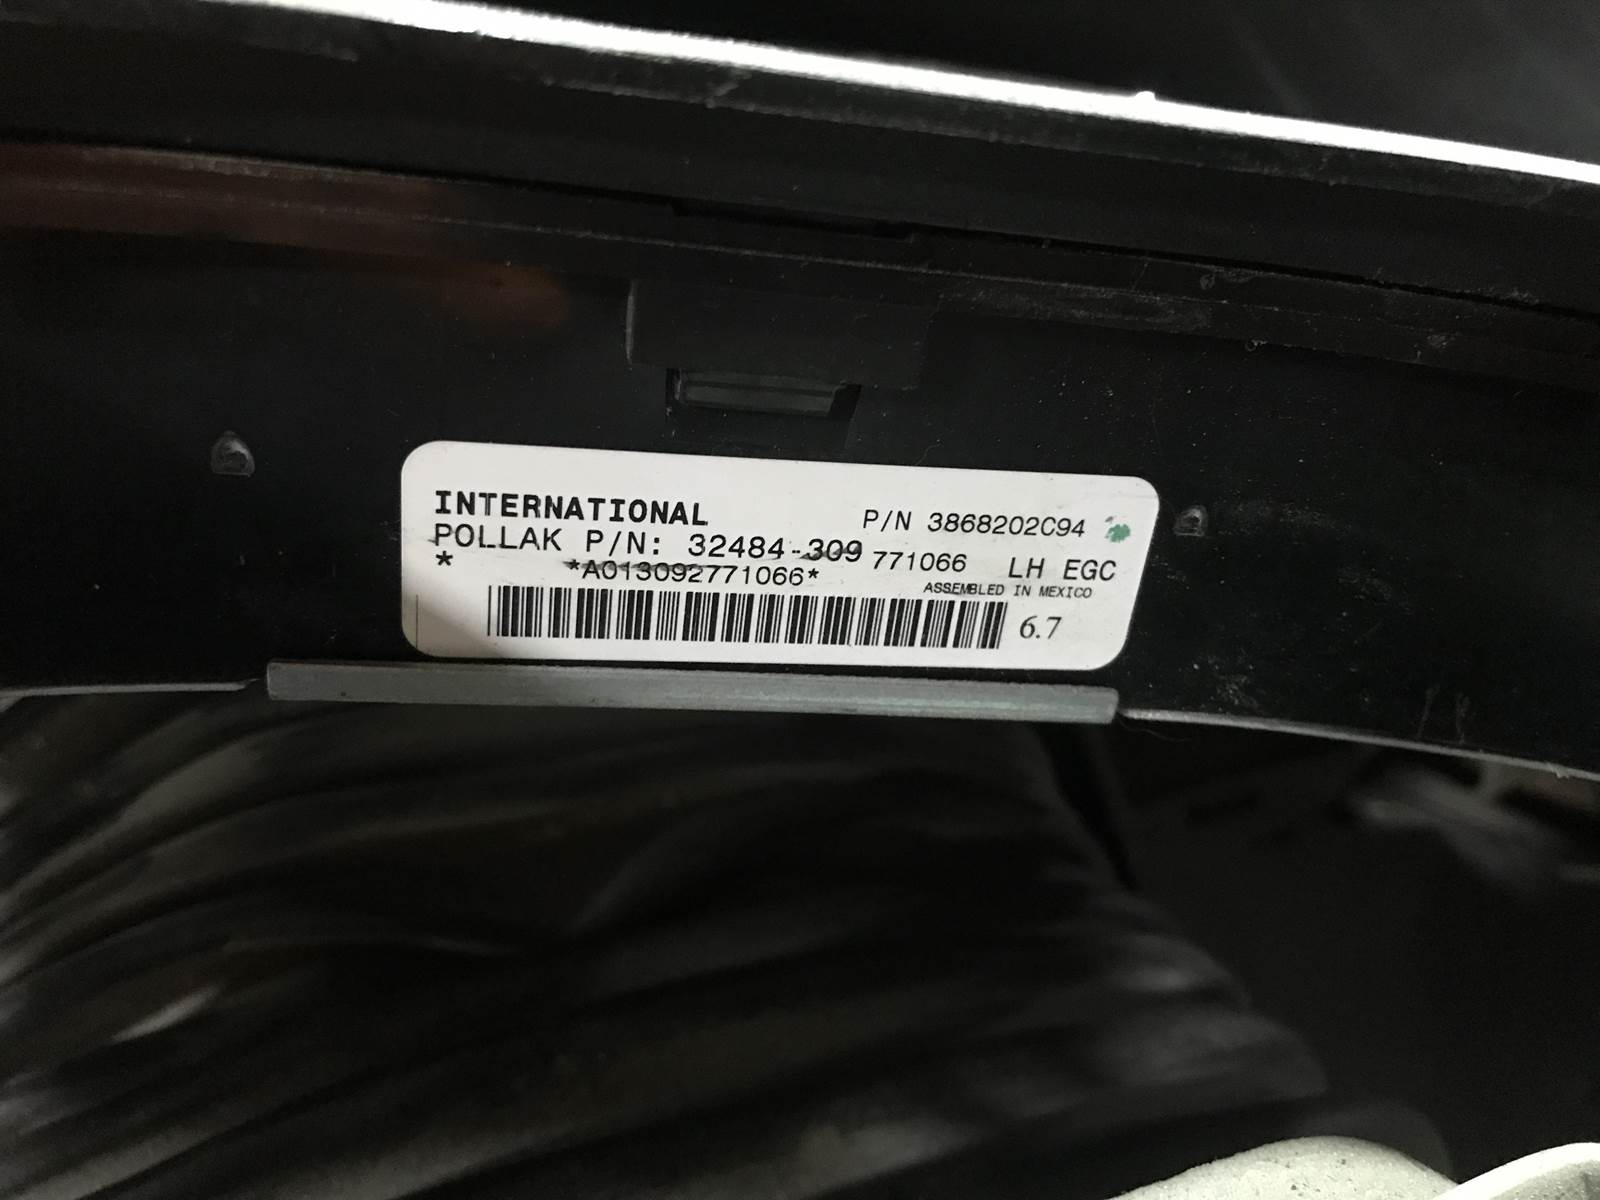 INTERNATIONAL P/N 3868202C94
POLLAK P/N: 32484-309 771066 LH EGC
* *A013092771066* ASSEMBLED IN MEXICO
6.7